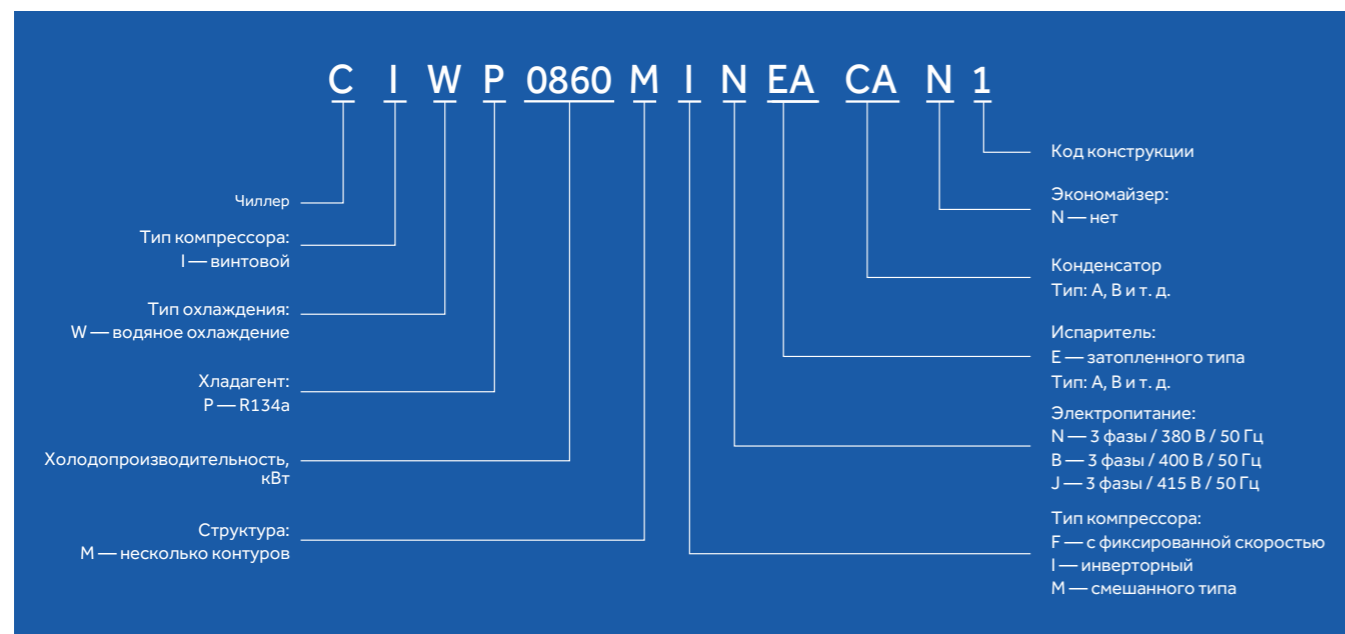 C I W P 0860 M I N EA CA N 1
Чиллер
Тип компрессора:
I — винтовой
Тип охлаждения:
W — водяное охлаждение
Хладагент:
P — R134a
Холодопроизводительность,
кВт
Структура:
M — несколько контуров
Код конструкции
Экономайзер:
N — нет
Конденсатор
Тип: A, B и т. д.
Испаритель:
E — затопленного типа
Тип: A, B и т. д.
Электропитание:
N — 3 фазы / 380 В / 50 Гц
B — 3 фазы / 400 В / 50 Гц
J — 3 фазы / 415 В / 50 Гц
Тип компрессора:
F — с фиксированной скоростью
I — инверторный
M — смешанного типа